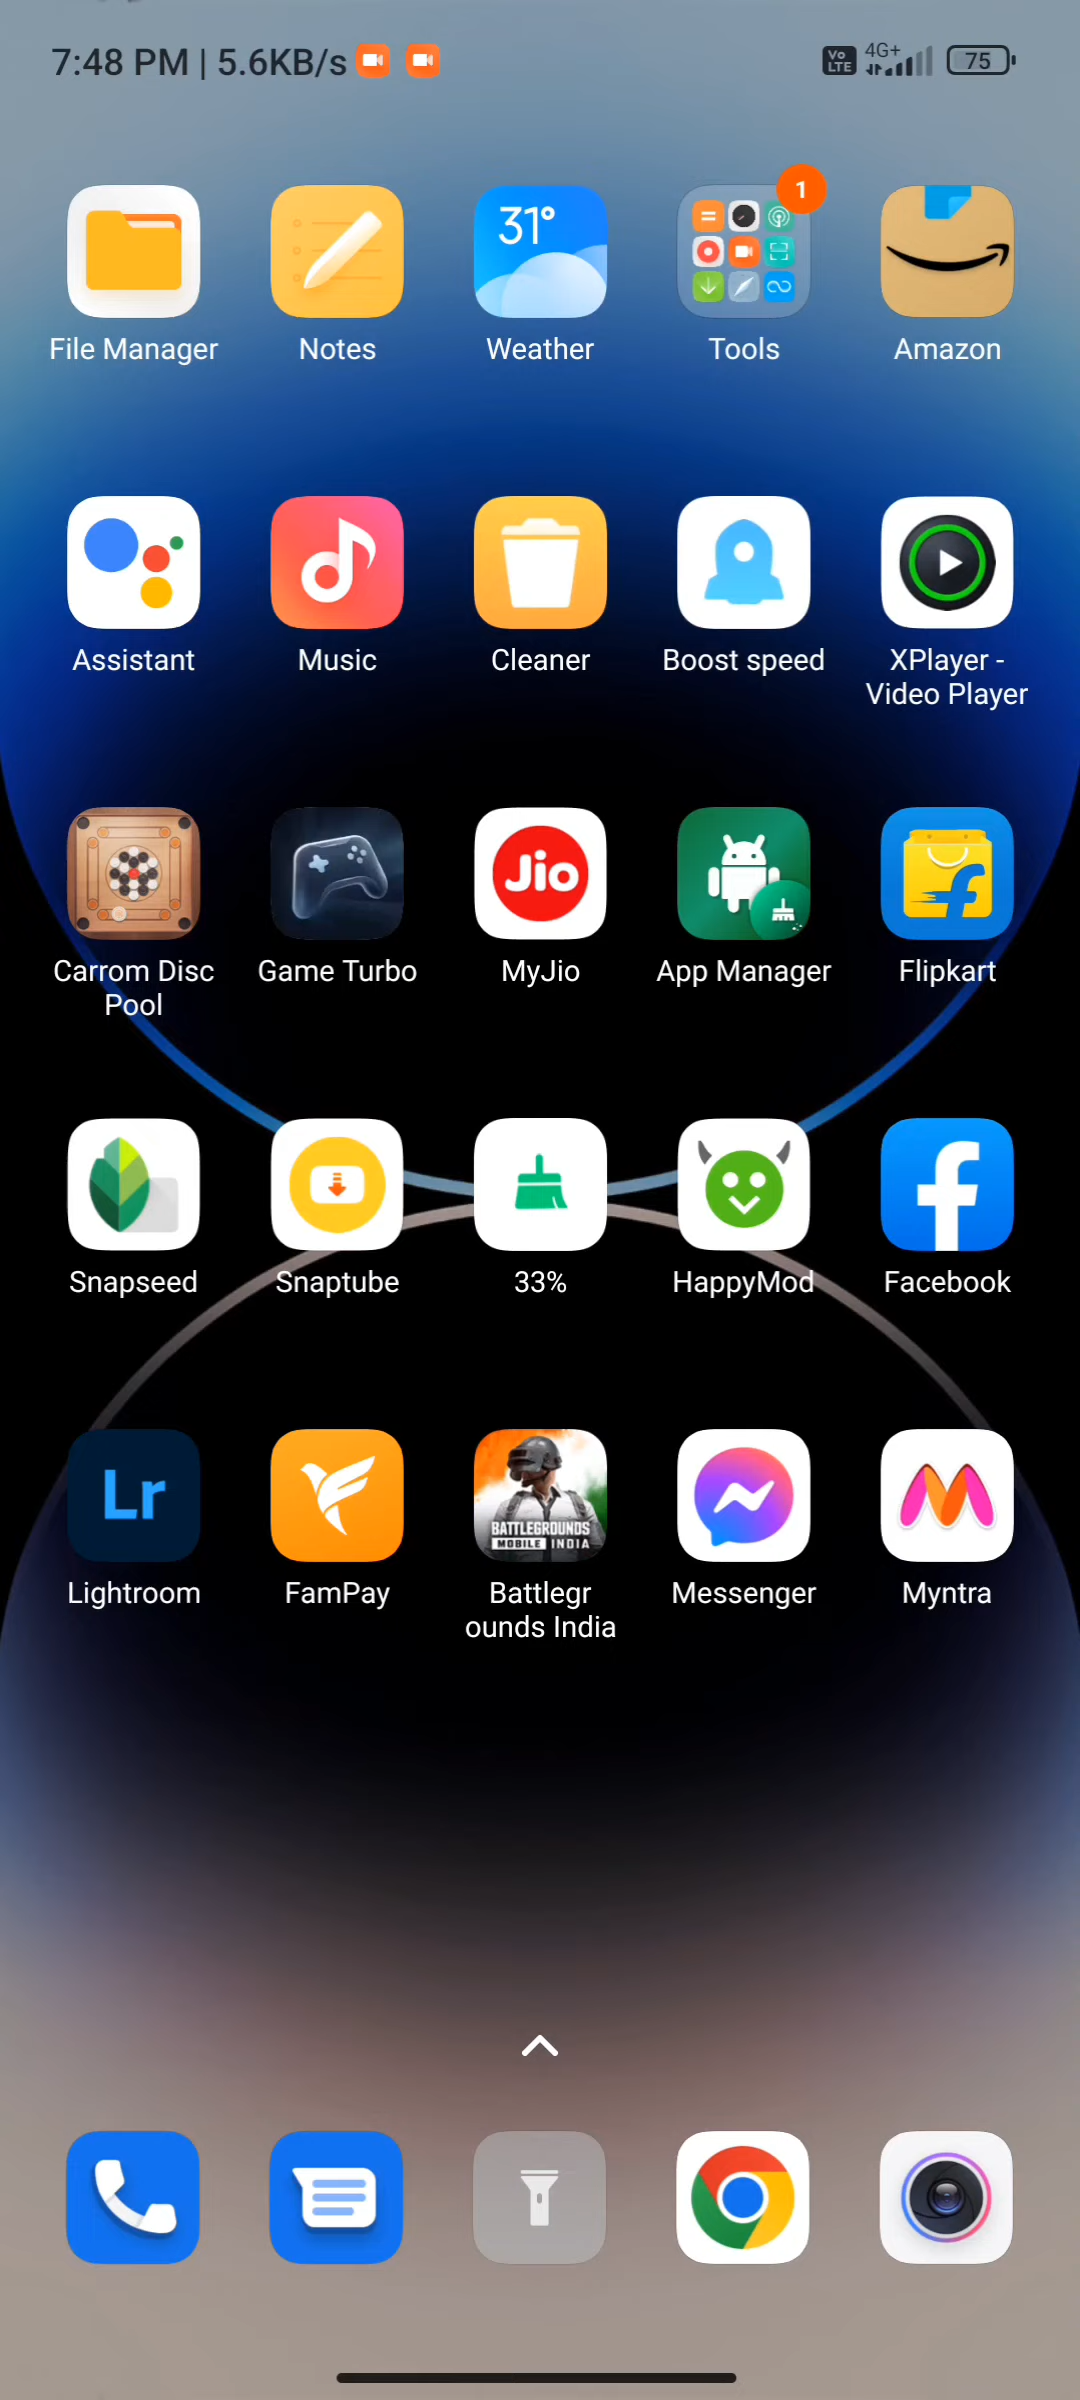 7:48 PM | 5.6KB/s
Vo LTE 4G+ 75
31°
1
File Manager Notes Weather Tools Amazon
Assistant Music Cleaner Boost speed XPlayer -
Video Player
Jio
Carrom Disc Game Turbo MyJio App Manager Flipkart
Pool
Snapseed Snaptube 33% HappyMod Facebook
Lr
BATTLEGROUNDS
MOBILE INDIA
Lightroom FamPay Battlegr Messenger Myntra
ounds India